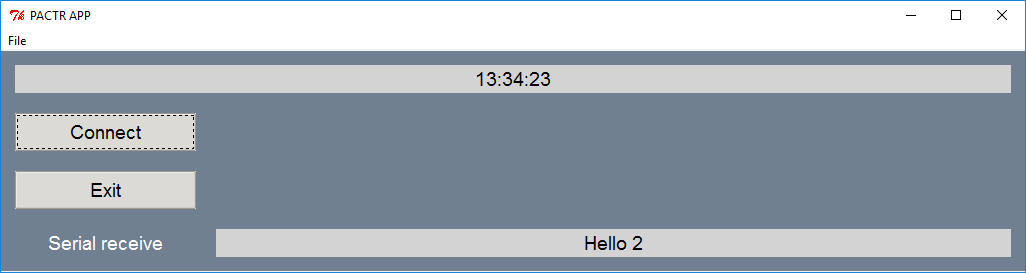 PACTR APP
File
13:34:23
Connect
Exit
Serial receive Hello 2